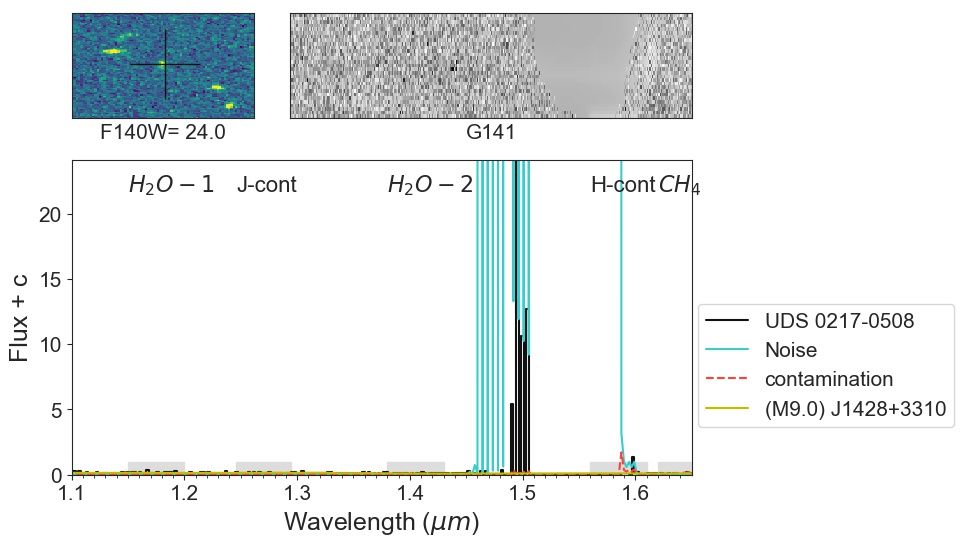 F140W= 24.0
G141
H₂O − 1 J-cont H₂O − 2 H-cont CH₄
20
15
10
5
0
Flux + c
1.1 1.2 1.3 1.4 1.5 1.6
Wavelength (μm)
UDS 0217-0508
Noise
contamination
(M9.0) J1428+3310